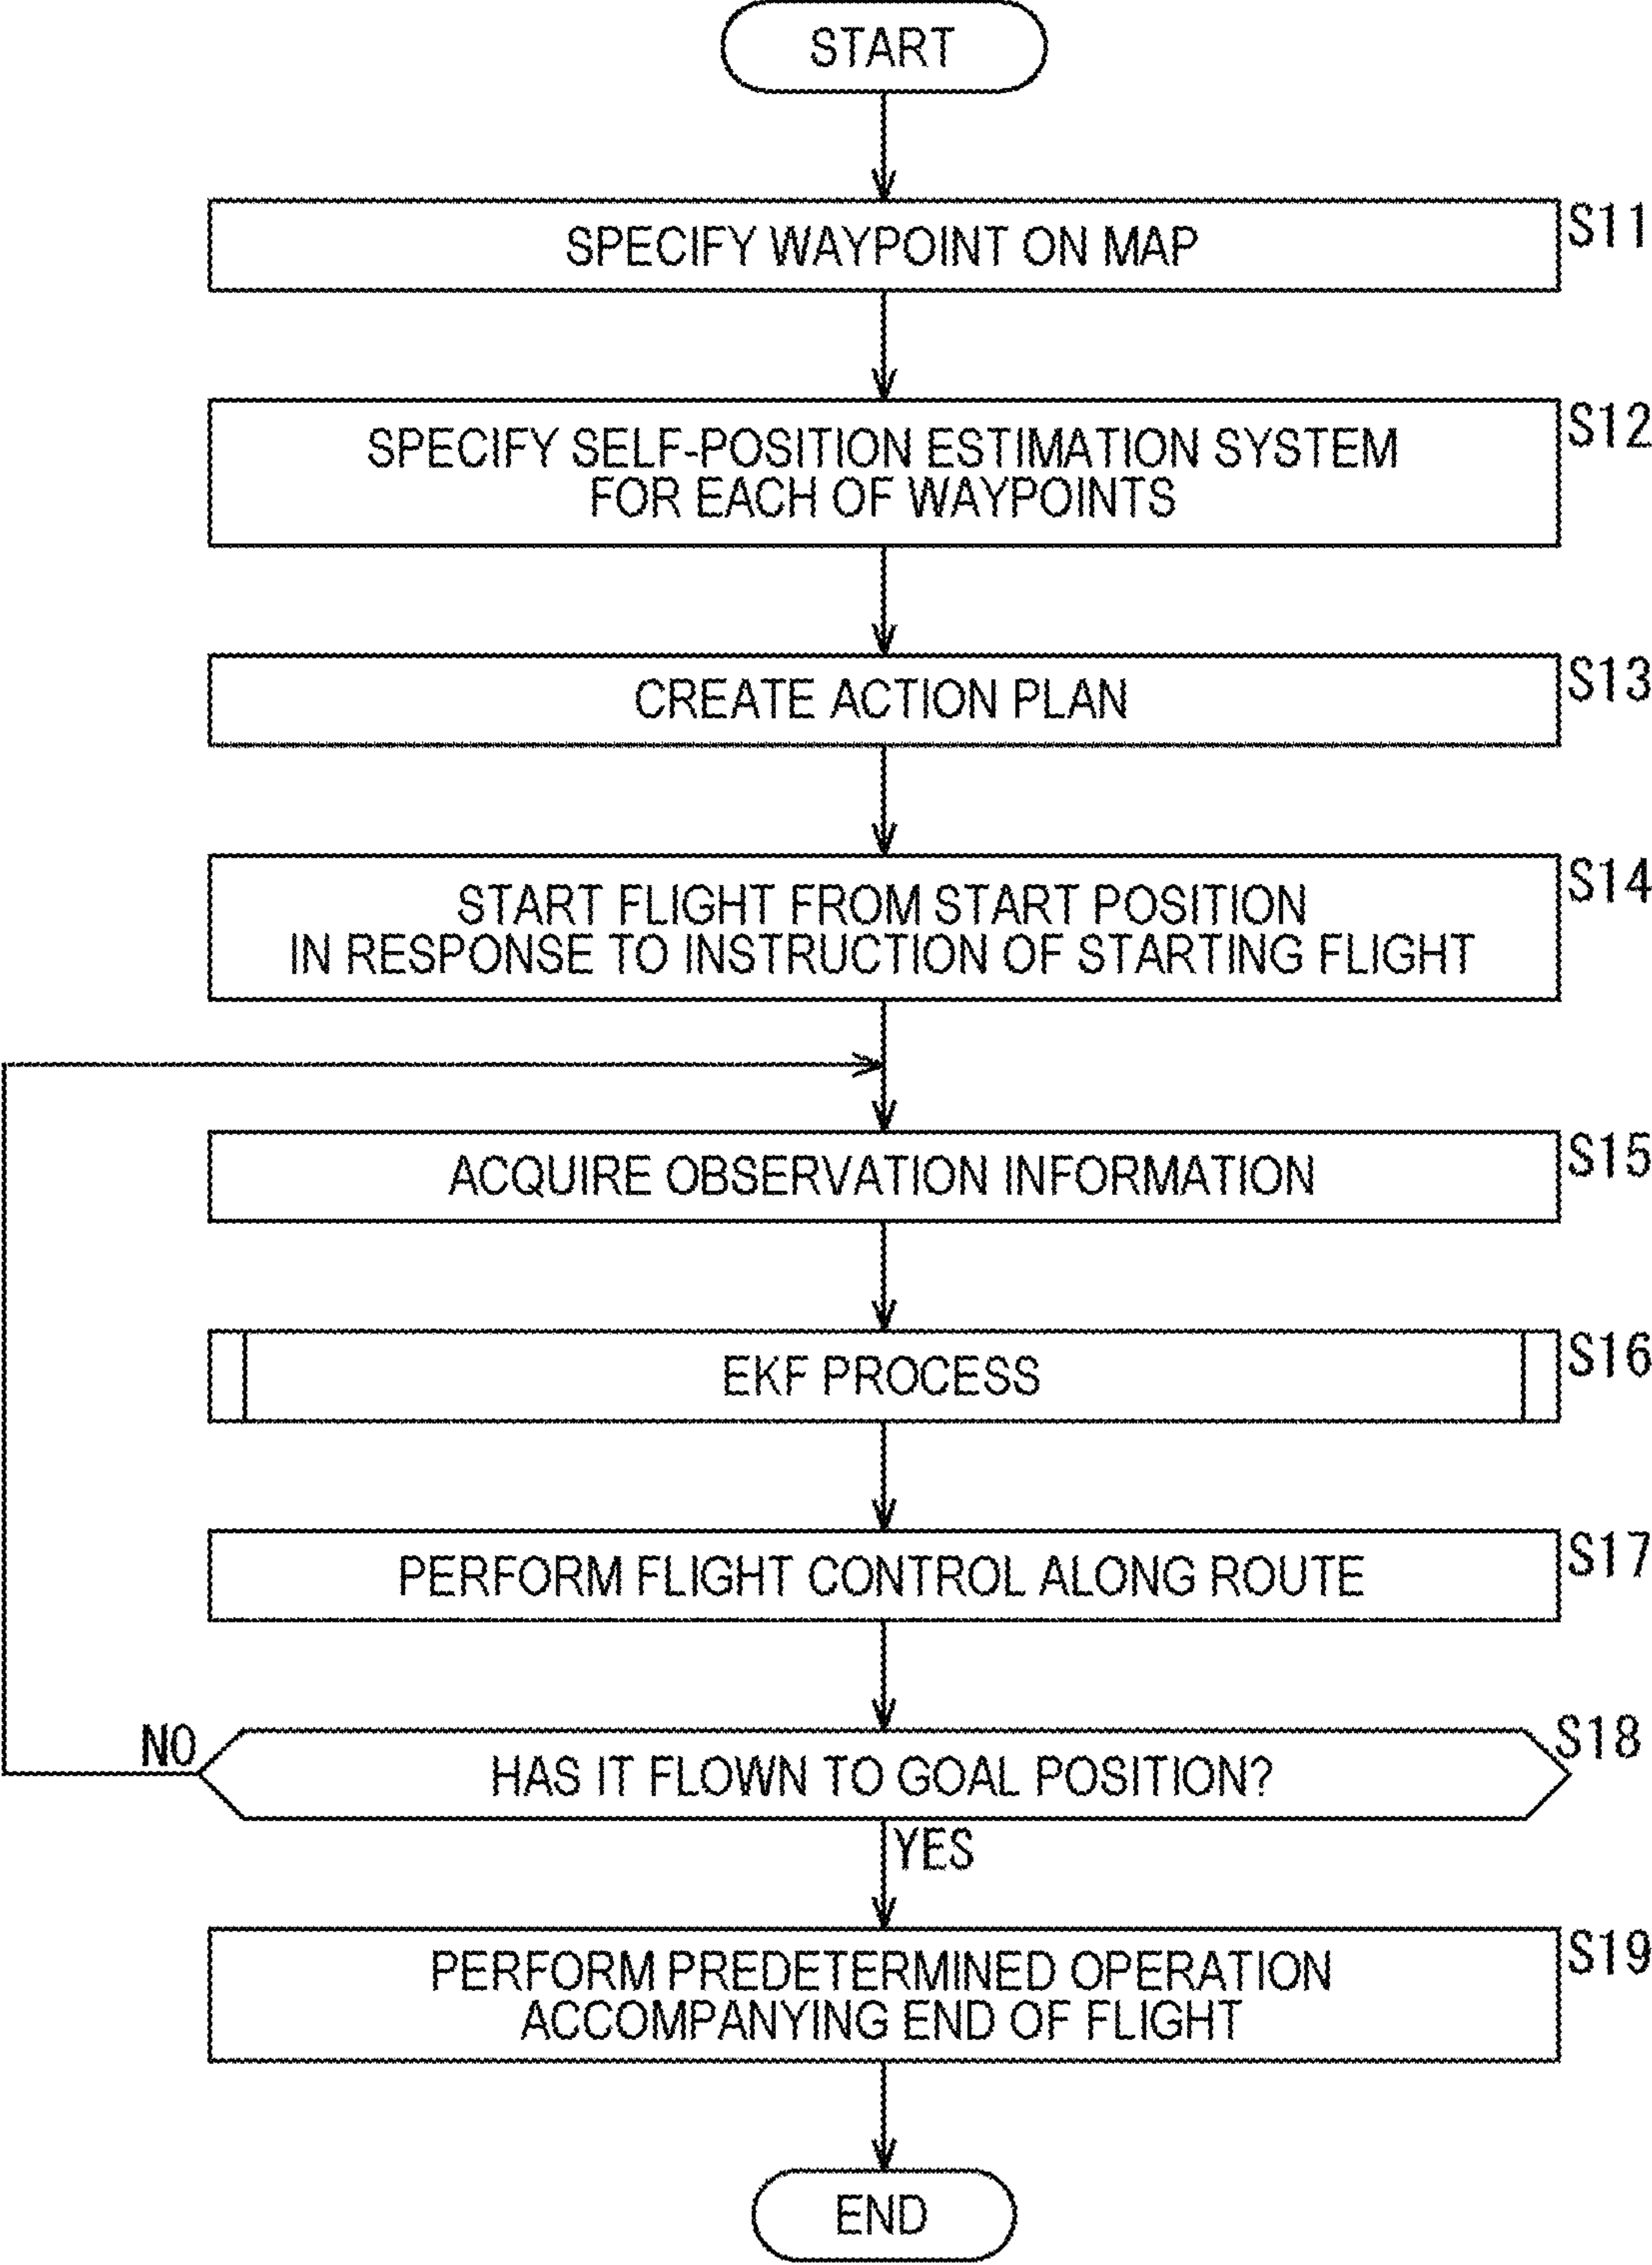 START
SPECIFY WAYPOINT ON MAP
S11
SPECIFY SELF-POSITION ESTIMATION SYSTEM
FOR EACH OF WAYPOINTS
S12
CREATE ACTION PLAN
S13
START FLIGHT FROM START POSITION
IN RESPONSE TO INSTRUCTION OF STARTING FLIGHT
S14
ACQUIRE OBSERVATION INFORMATION
S15
EKF PROCESS
S16
PERFORM FLIGHT CONTROL ALONG ROUTE
S17
NO
HAS IT FLOWN TO GOAL POSITION?
S18
YES
PERFORM PREDETERMINED OPERATION
ACCOMPANYING END OF FLIGHT
S19
END